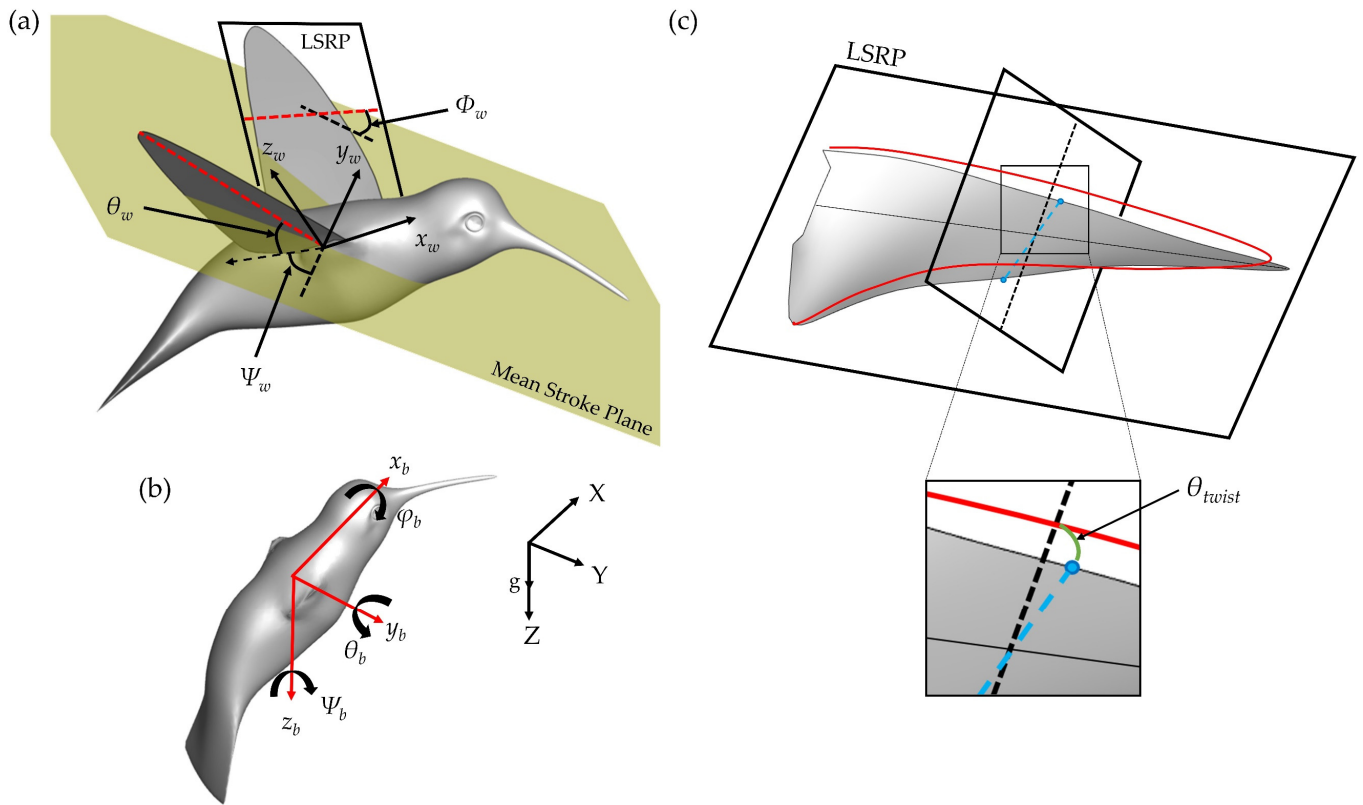 (a)
LSRP
Φ_w
z_w
y_w
θ_w
x_w
Ψ_w
Mean Stroke Plane
(b)
x_b
φ_b
y_b
θ_b
Ψ_b
z_b
X
Y
g
Z
(c)
LSRP
θ_twist